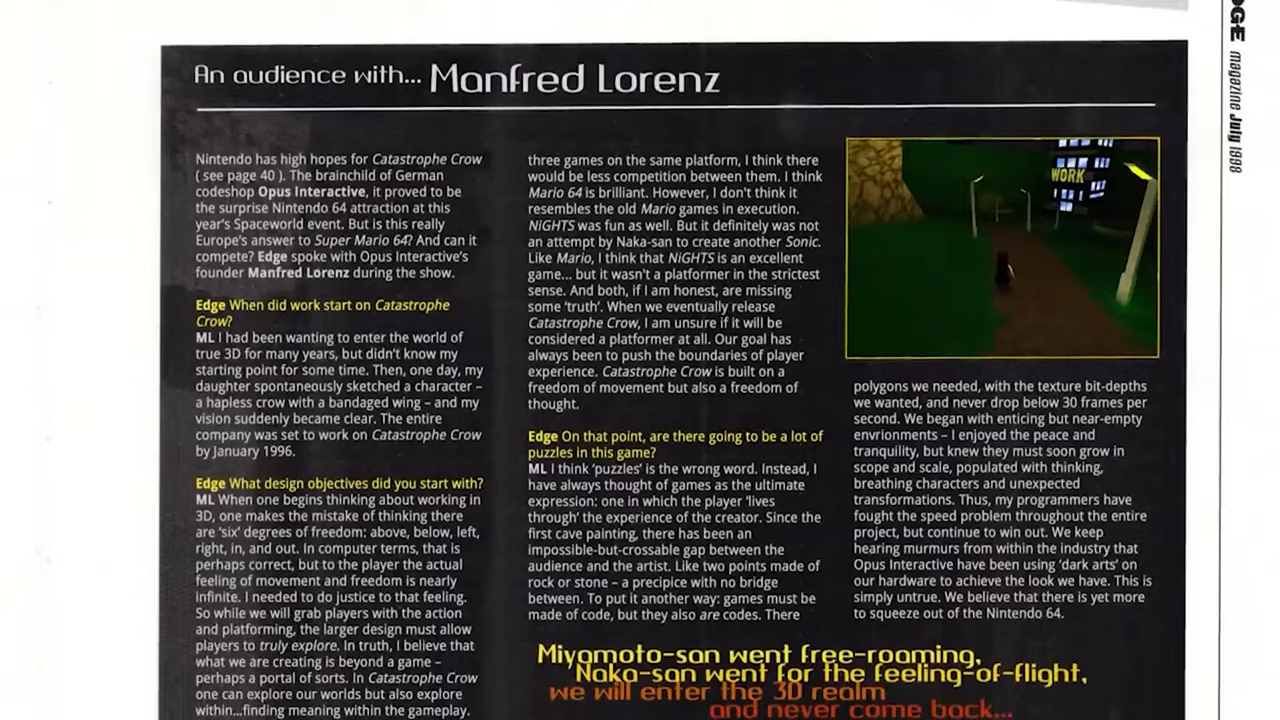 An audience with... Manfred Lorenz
Nintendo has high hopes for Catastrophe Crow
( see page 40 ). The brainchild of German
codeshop Opus Interactive, it proved to be
the surprise Nintendo 64 attraction at this
year's Spaceworld event. But is this really
Europe's answer to Super Mario 64? And can it
compete? Edge spoke with Opus Interactive's
founder Manfred Lorenz during the show.
Edge When did work start on Catastrophe
Crow?
ML I had been wanting to enter the world of
true 3D for many years, but didn't know my
starting point for some time. Then, one day, my
daughter spontaneously sketched a character –
a hapless crow with a bandaged wing – and my
vision suddenly became clear. The entire
company was set to work on Catastrophe Crow
by January 1996.
Edge What design objectives did you start with?
ML When one begins thinking about working in
3D, one makes the mistake of thinking there
are 'six' degrees of freedom: above, below, left,
right, in, and out. In computer terms, that is
perhaps correct, but to the player the actual
feeling of movement and freedom is nearly
infinite. I needed to do justice to that feeling.
So while we will grab players with the action
and platforming, the larger design must allow
players to truly explore. In truth, I believe that
what we are creating is beyond a game –
perhaps a portal of sorts. In Catastrophe Crow
one can explore our worlds but also explore
within...finding meaning within the gameplay.
three games on the same platform, I think there
would be less competition between them. I think
Mario 64 is brilliant. However, I don't think it
resembles the old Mario games in execution.
NiGHTS was fun as well. But it definitely was not
an attempt by Naka-san to create another Sonic.
Like Mario, I think that NiGHTS is an excellent
game... but it wasn't a platformer in the strictest
sense. And both, if I am honest, are missing
some 'truth'. When we eventually release
Catastrophe Crow, I am unsure if it will be
considered a platformer at all. Our goal has
always been to push the boundaries of player
experience. Catastrophe Crow is built on a
freedom of movement but also a freedom of
thought.
Edge On that point, are there going to be a lot of
puzzles in this game?
ML I think 'puzzles' is the wrong word. Instead, I
have always thought of games as the ultimate
expression: one in which the player 'lives
through' the experience of the creator. Since the
first cave painting, there has been an
impossible-but-crossable gap between the
audience and the artist. Like two points made of
rock or stone – a precipice with no bridge
between. To put it another way: games must be
made of code, but they also are codes. There
WORK
polygons we needed, with the texture bit-depths
we wanted, and never drop below 30 frames per
second. We began with enticing but near-empty
envrionments – I enjoyed the peace and
tranquility, but knew they must soon grow in
scope and scale, populated with thinking,
breathing characters and unexpected
transformations. Thus, my programmers have
fought the speed problem throughout the entire
project, but continue to win out. We keep
hearing murmurs from within the industry that
Opus Interactive have been using 'dark arts' on
our hardware to achieve the look we have. This is
simply untrue. We believe that there is yet more
to squeeze out of the Nintendo 64.
Miyamoto-san went free-roaming,
Naka-san went for the feeling-of-flight,
we will enter the 3D realm
and never come back...
DGE magazine July 1998